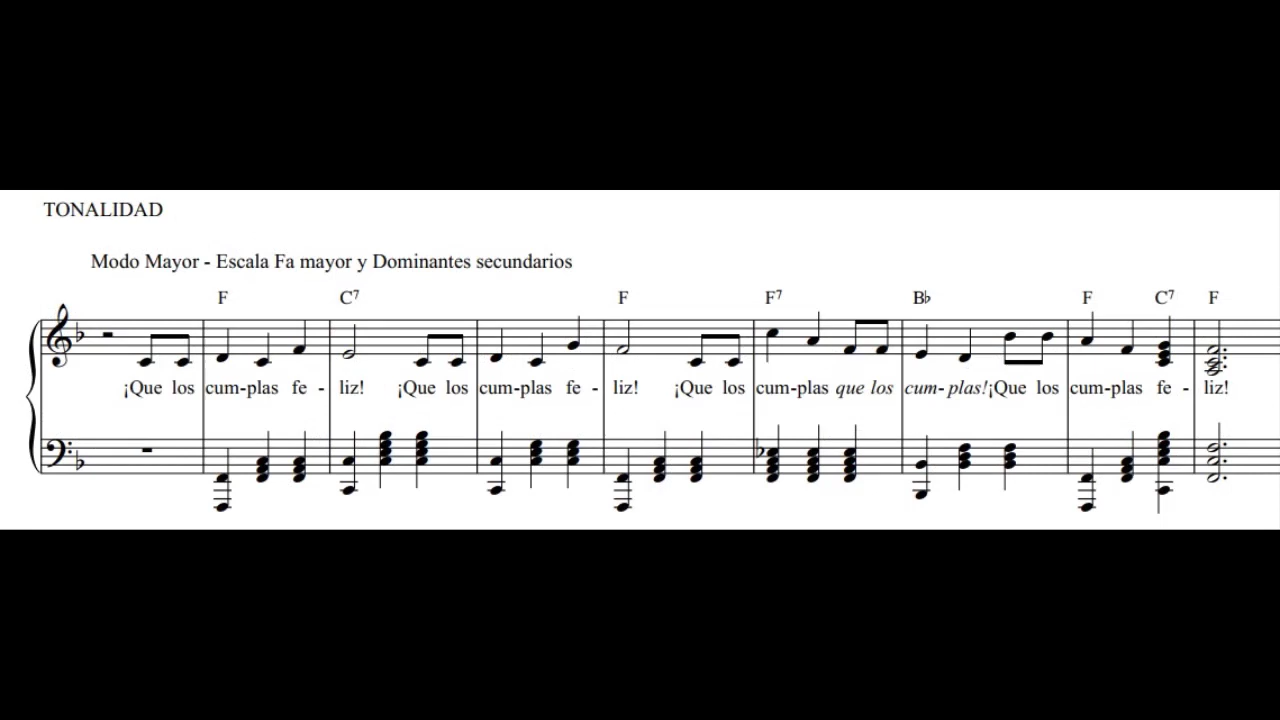 TONALIDAD
Modo Mayor - Escala Fa mayor y Dominantes secundarios
F C7 F F7 B♭ F C7 F
¡Que los cum-plas fe - liz! ¡Que los cum-plas fe - liz! ¡Que los cum-plas que los cum- plas!¡Que los cum-plas fe - liz!